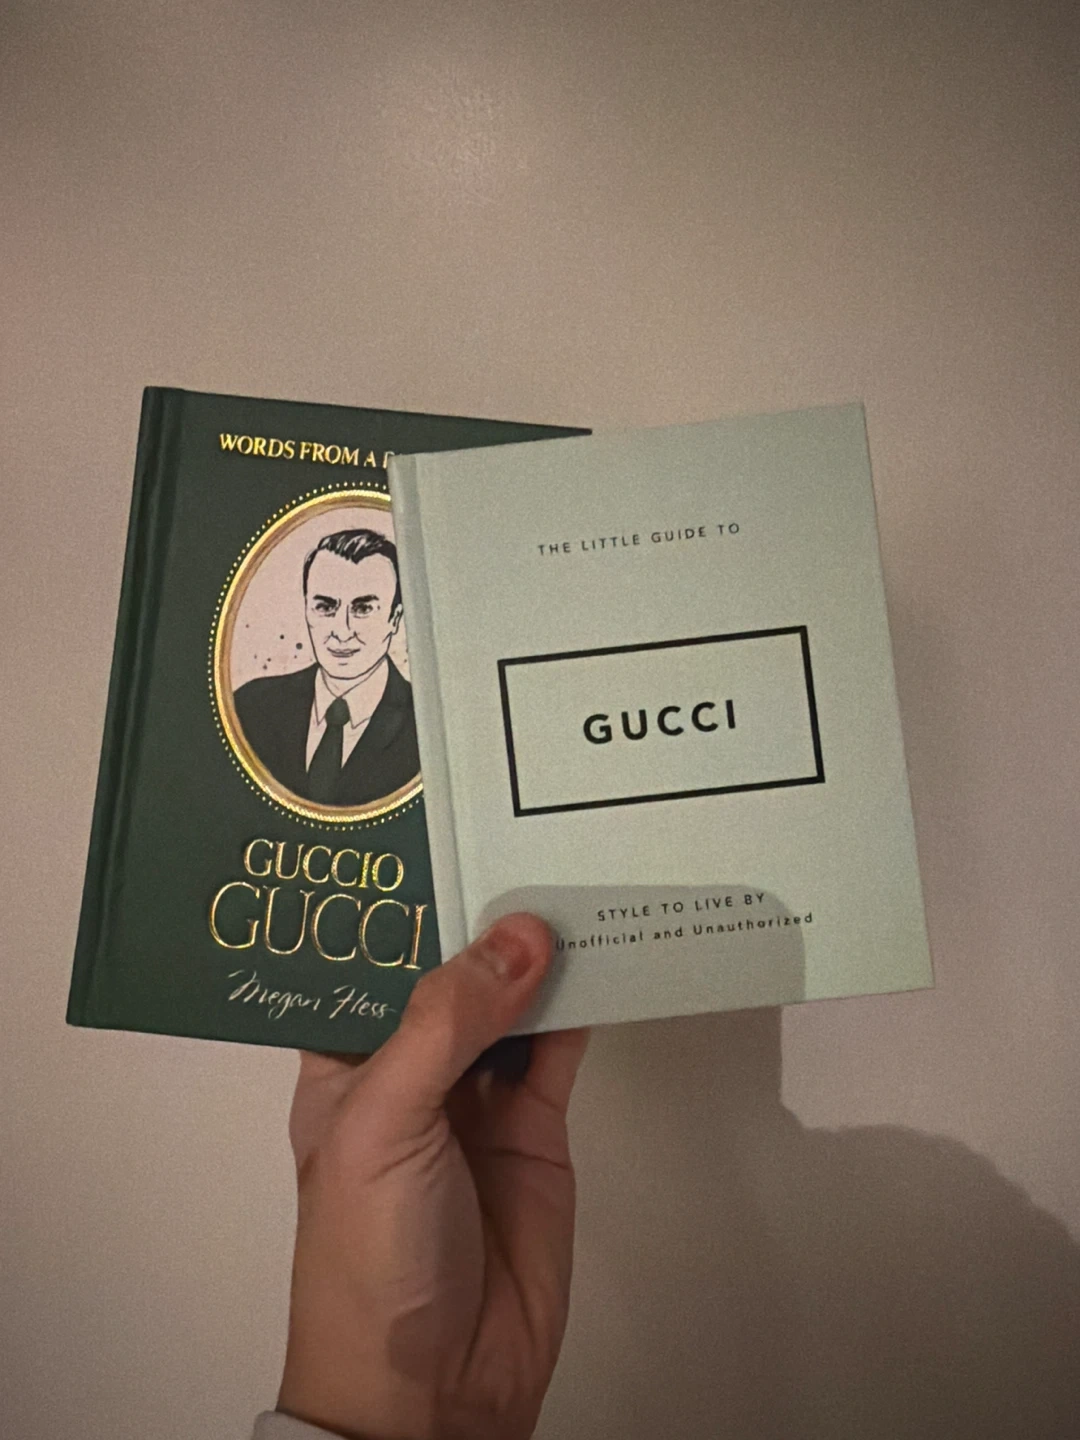 WORDS FROM A
GUCCIO
GUCCI
Megan Hess
THE LITTLE GUIDE TO
GUCCI
STYLE TO LIVE BY
Unofficial and Unauthorized